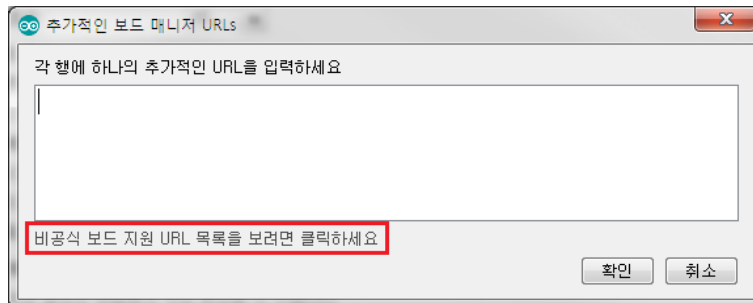 추가적인 보드 매니저 URLs
각 행에 하나의 추가적인 URL을 입력하세요
비공식 보드 지원 URL 목록을 보려면 클릭하세요
확인 취소